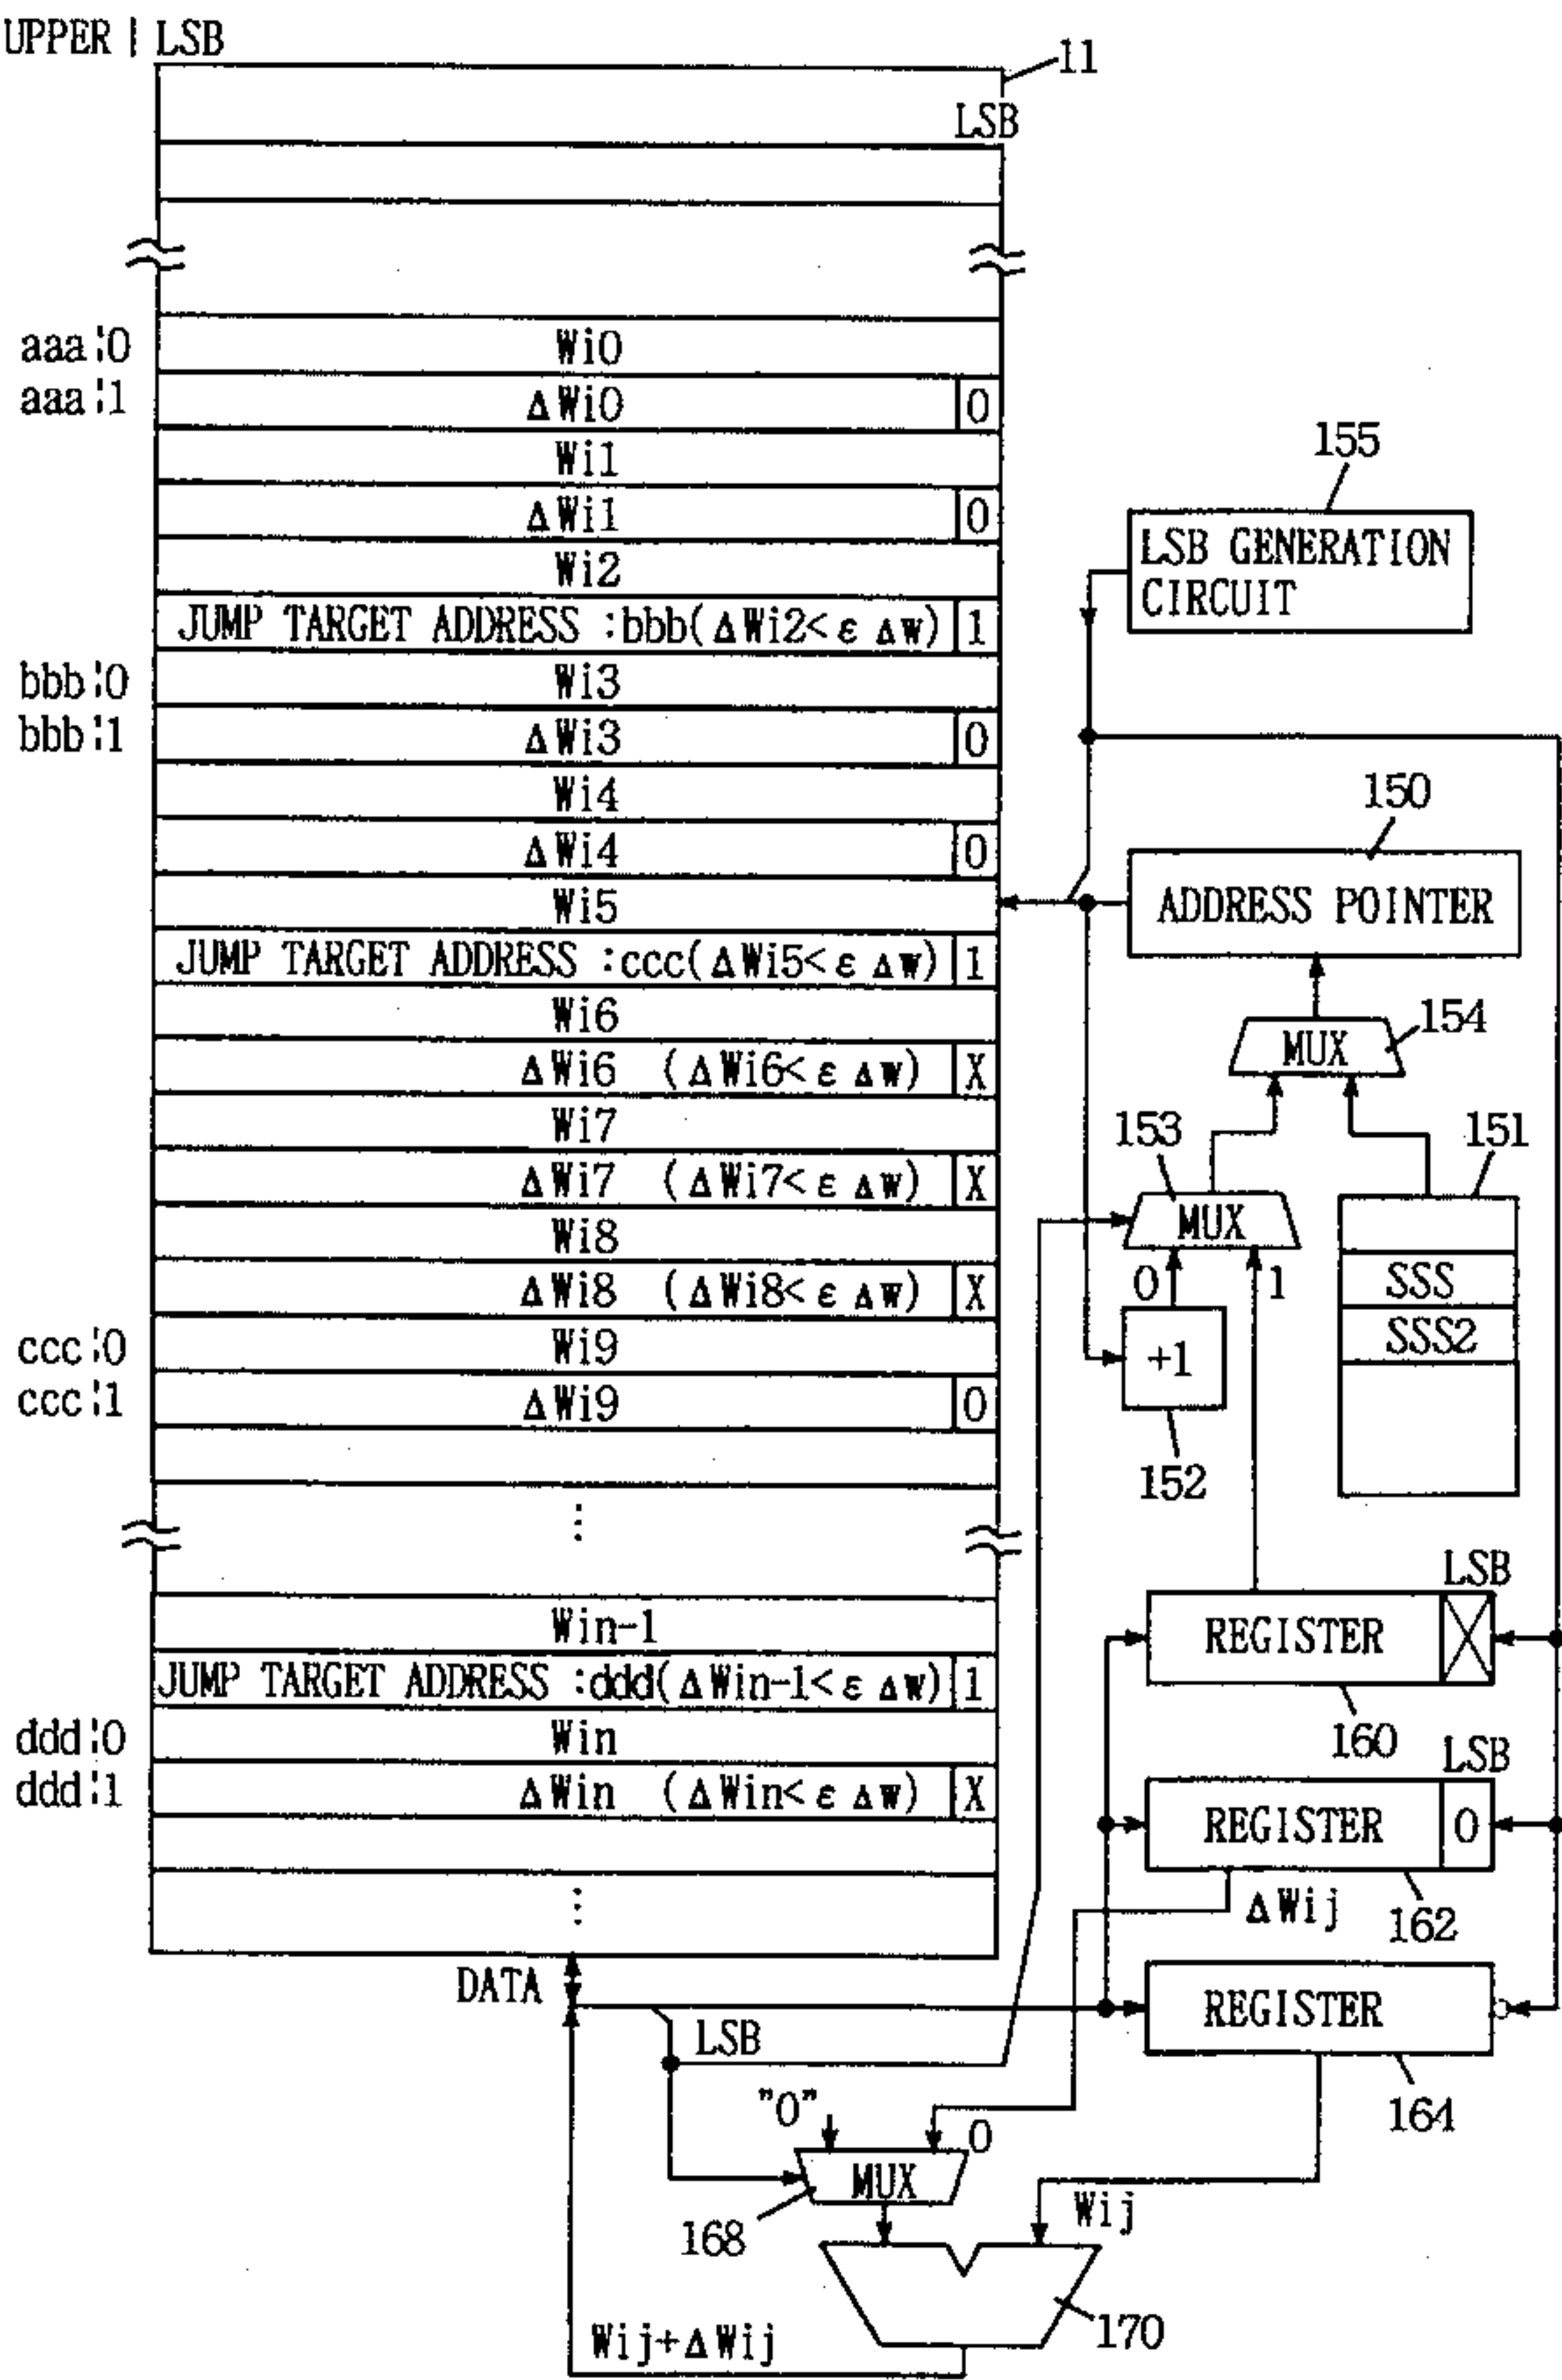 UPPER | LSB
11
LSB
aaa¦0 Wi0
aaa¦1 ΔWi0 0
Wi1
ΔWi1 0
Wi2
JUMP TARGET ADDRESS :bbb(ΔWi2<ε Δw) 1
bbb¦0 Wi3
bbb¦1 ΔWi3 0
Wi4
ΔWi4 0
Wi5
JUMP TARGET ADDRESS :ccc(ΔWi5<ε Δw) 1
Wi6
ΔWi6 (ΔWi6<ε Δw) X
Wi7
ΔWi7 (ΔWi7<ε Δw) X
Wi8
ΔWi8 (ΔWi8<ε Δw) X
ccc¦0 Wi9
ccc¦1 ΔWi9 0
⋮
Win-1
JUMP TARGET ADDRESS :ddd(ΔWin-1<ε Δw) 1
ddd¦0 Win
ddd¦1 ΔWin (ΔWin<ε Δw) X
⋮
155
LSB GENERATION
CIRCUIT
150
ADDRESS POINTER
MUX 154
153
MUX
151
0 1
SSS
SSS2
+1
152
LSB
REGISTER
160
LSB
REGISTER 0
ΔWij
162
REGISTER
164
DATA
LSB
"0" 0
MUX
168
Wij
170
Wij+ΔWij